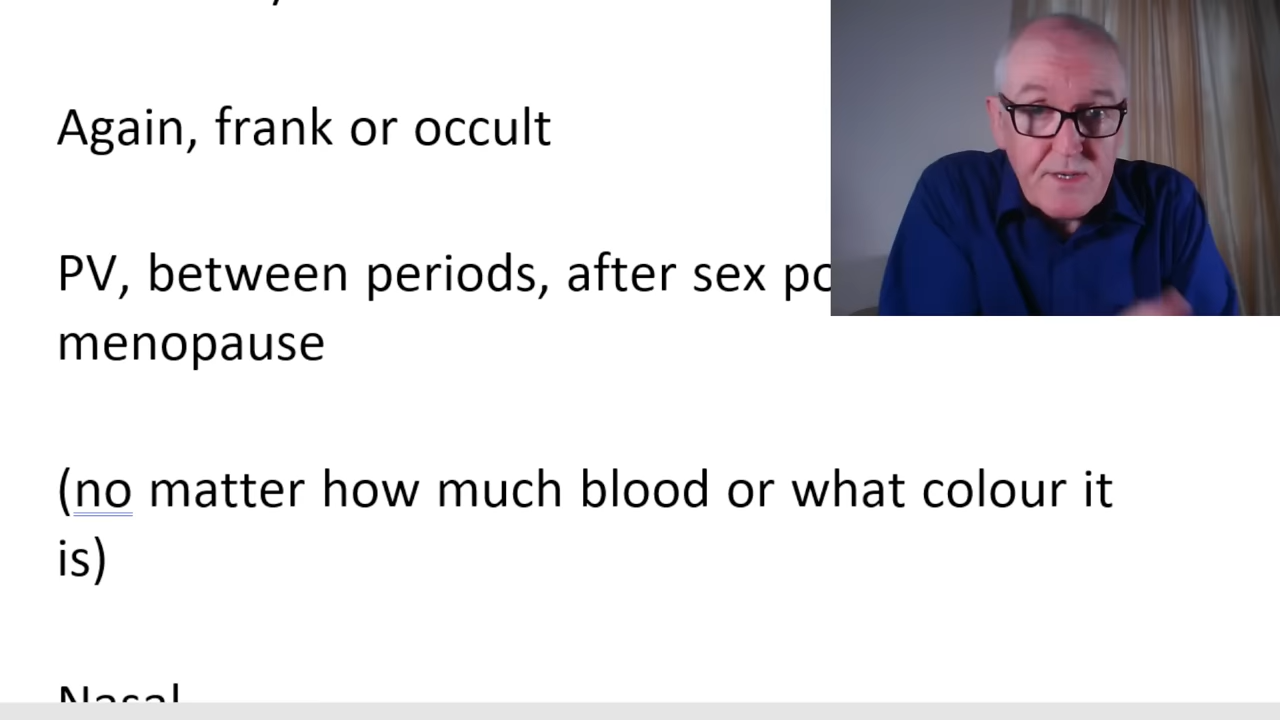 Again, frank or occult
PV, between periods, after sex
menopause
(no matter how much blood or what colour it
is)
Nasal